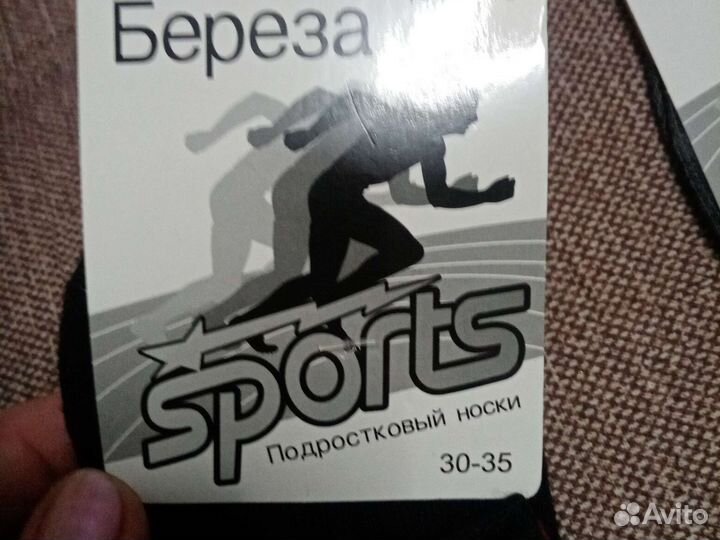 Береза
sports
Подростковый носки
30-35
Avito